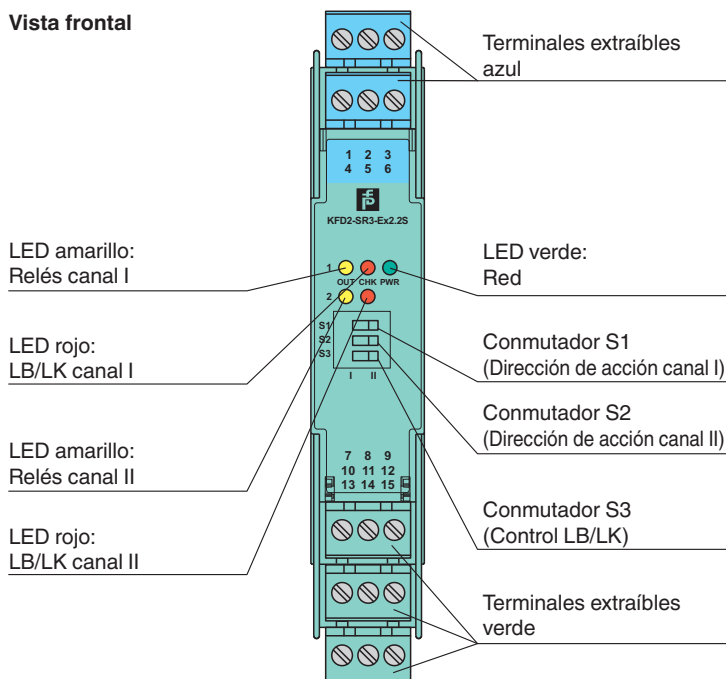 Vista frontal
Terminales extraíbles
azul
1 2 3
4 5 6
KFD2-SR3-Ex2.2S
LED amarillo:
Relés canal I
LED verde:
Red
1
OUT CHK PWR
2
LED rojo:
LB/LK canal I
S1
S2
S3
I II
Conmutador S1
(Dirección de acción canal I)
Conmutador S2
(Dirección de acción canal II)
LED amarillo:
Relés canal II
7 8 9
10 11 12
13 14 15
Conmutador S3
(Control LB/LK)
LED rojo:
LB/LK canal II
Terminales extraíbles
verde